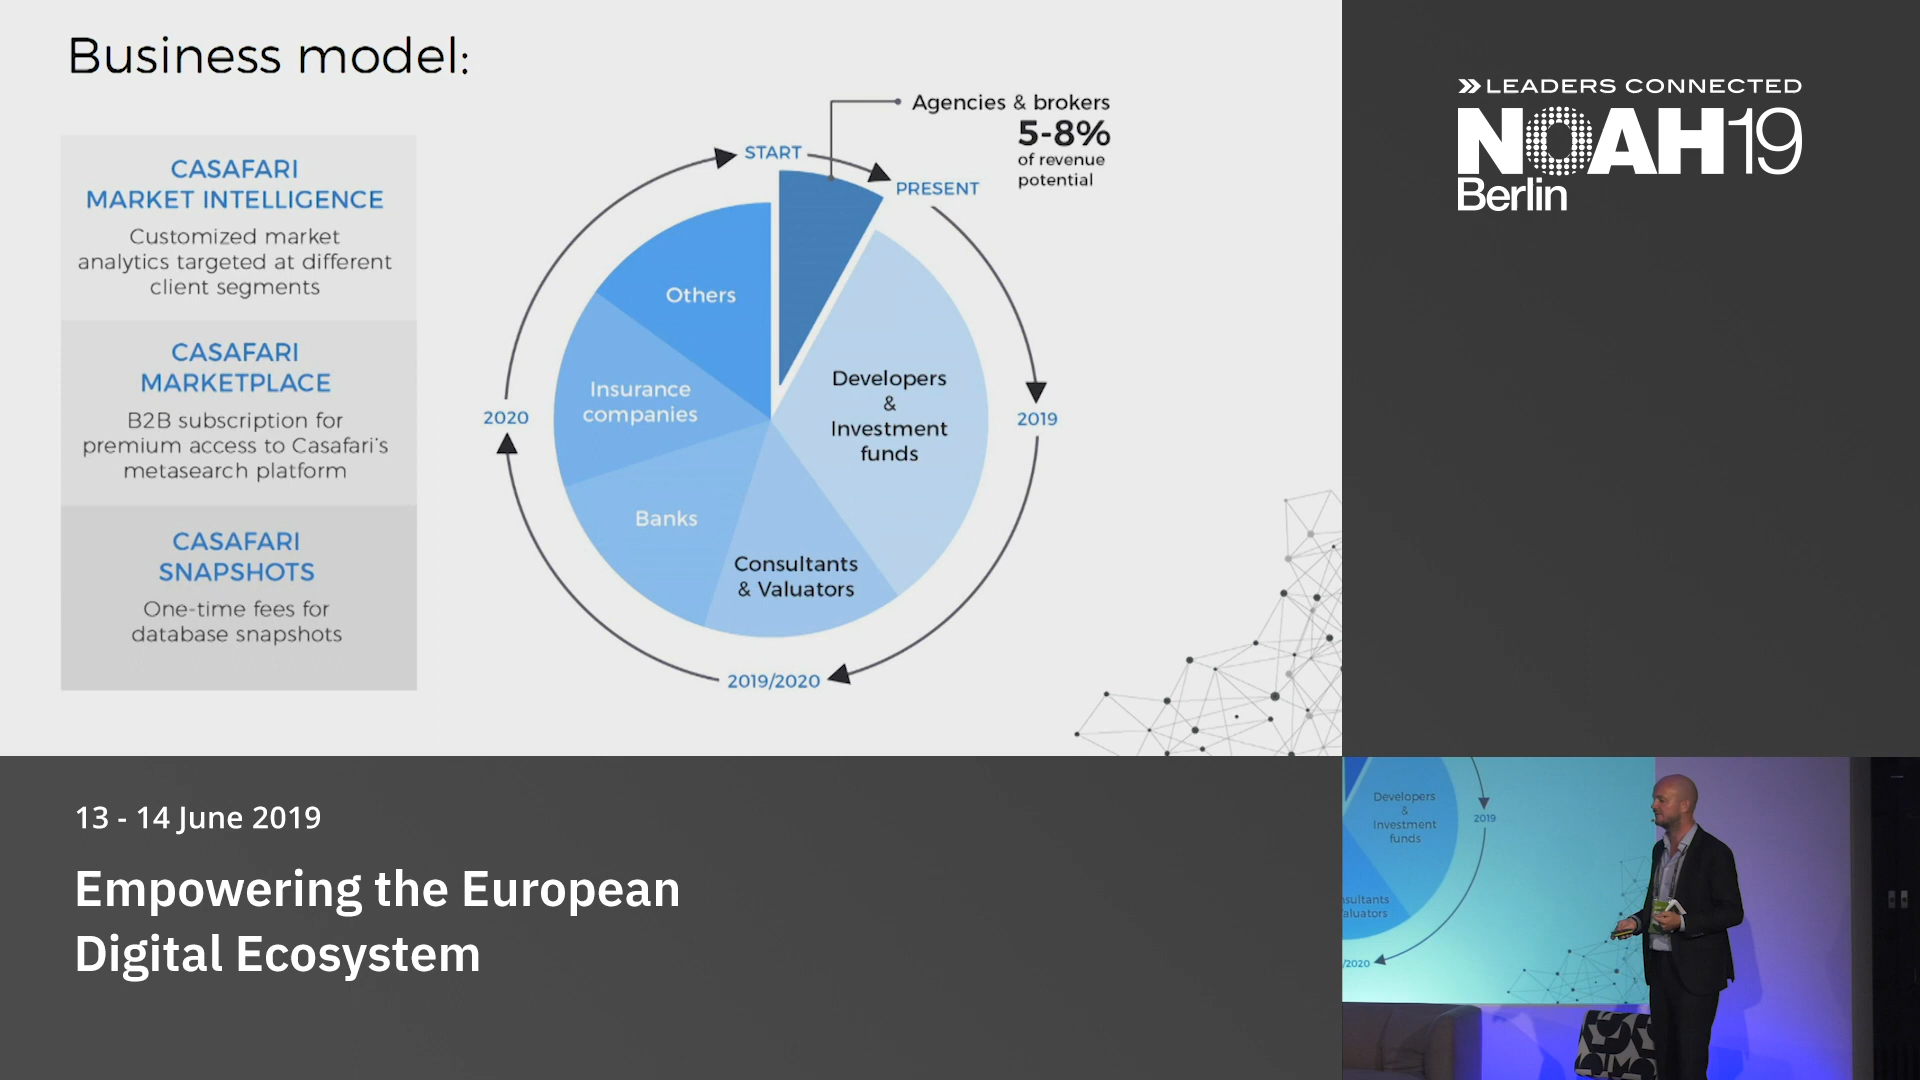 Business model:
CASAFARI
MARKET INTELLIGENCE
Customized market
analytics targeted at different
client segments
CASAFARI
MARKETPLACE
B2B subscription for
premium access to Casafari's
metasearch platform
CASAFARI
SNAPSHOTS
One-time fees for
database snapshots
Agencies & brokers
5-8%
of revenue
potential
START
PRESENT
2019
2019/2020
2020
Others
Insurance
companies
Banks
Consultants
& Valuators
Developers
&
Investment
funds
LEADERS CONNECTED
NOAH19
Berlin
13 - 14 June 2019
Empowering the European
Digital Ecosystem
Developers
&
Investment
funds
2019
sultants
aluators
/2020